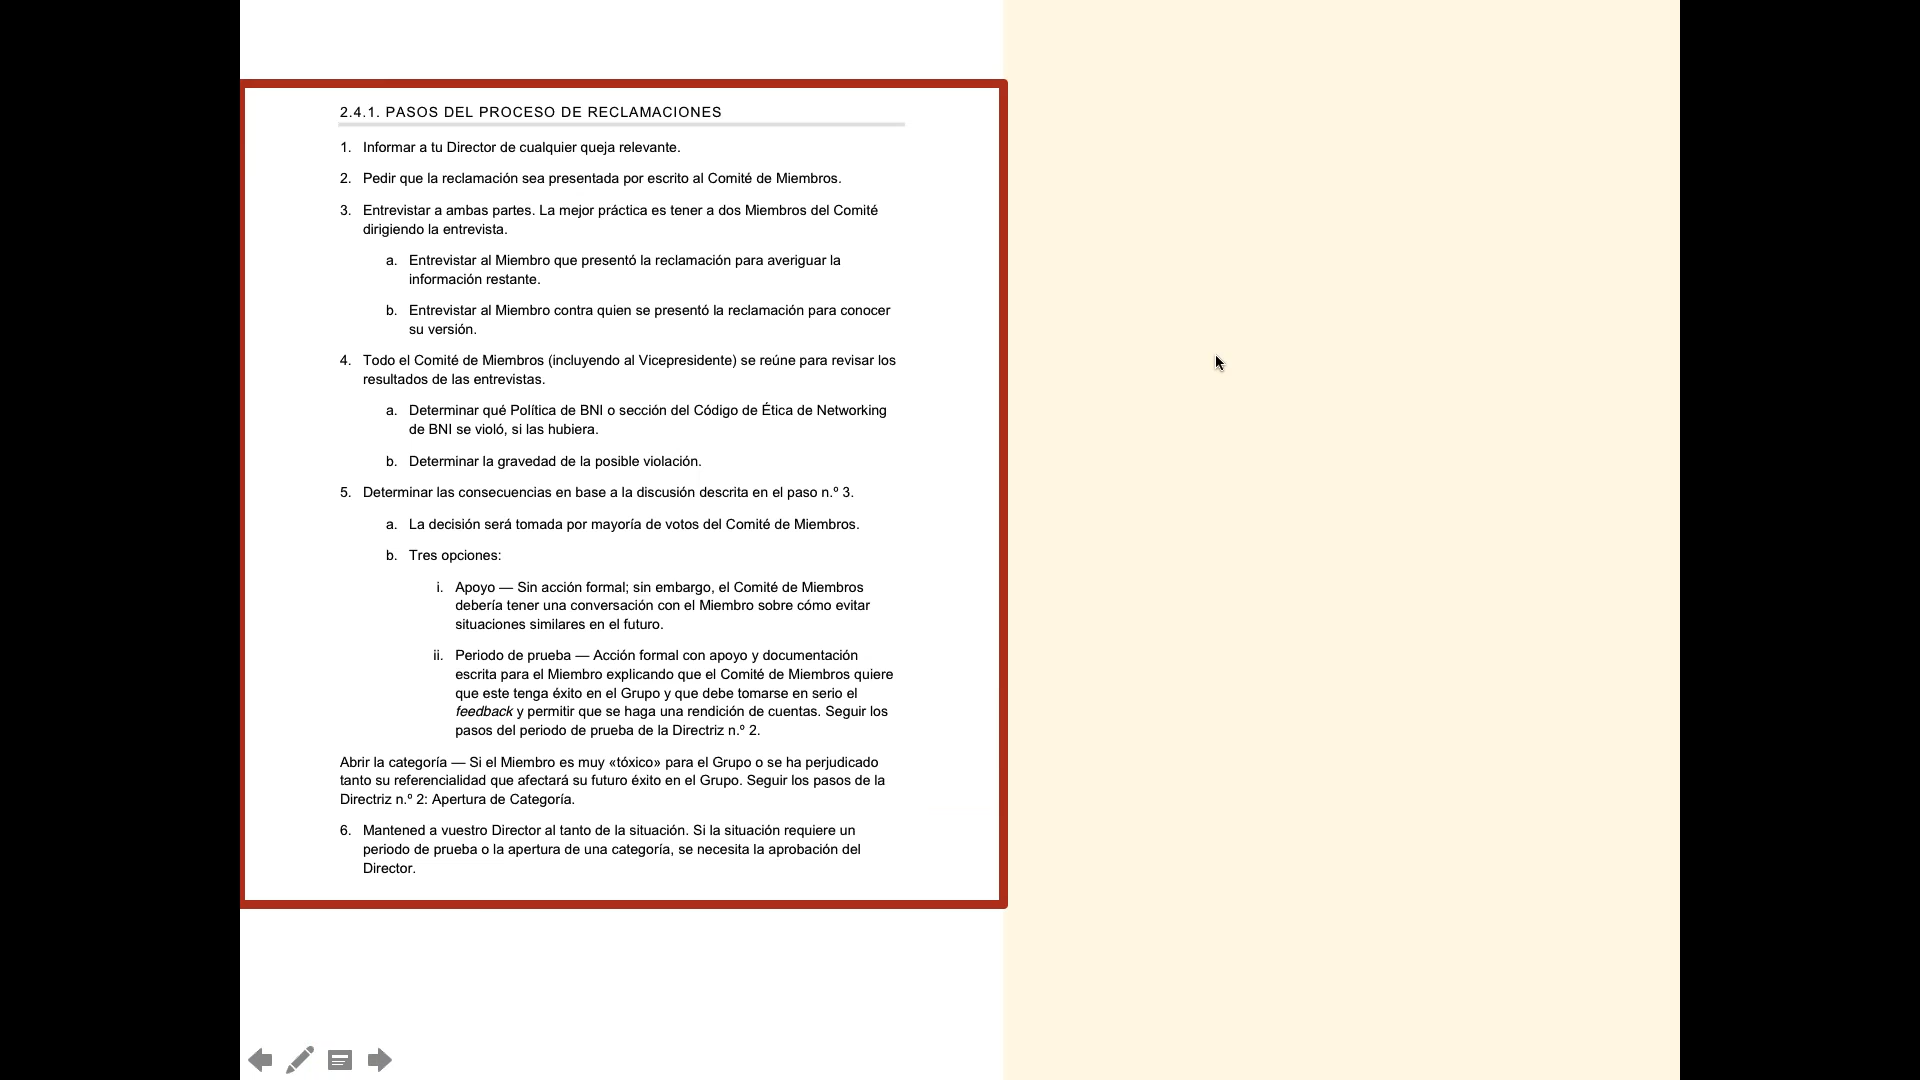 2.4.1. PASOS DEL PROCESO DE RECLAMACIONES
1. Informar a tu Director de cualquier queja relevante.
2. Pedir que la reclamación sea presentada por escrito al Comité de Miembros.
3. Entrevistar a ambas partes. La mejor práctica es tener a dos Miembros del Comité
dirigiendo la entrevista.
a. Entrevistar al Miembro que presentó la reclamación para averiguar la
información restante.
b. Entrevistar al Miembro contra quien se presentó la reclamación para conocer
su versión.
4. Todo el Comité de Miembros (incluyendo al Vicepresidente) se reúne para revisar los
resultados de las entrevistas.
a. Determinar qué Política de BNI o sección del Código de Ética de Networking
de BNI se violó, si las hubiera.
b. Determinar la gravedad de la posible violación.
5. Determinar las consecuencias en base a la discusión descrita en el paso n.º 3.
a. La decisión será tomada por mayoría de votos del Comité de Miembros.
b. Tres opciones:
i. Apoyo — Sin acción formal; sin embargo, el Comité de Miembros
debería tener una conversación con el Miembro sobre cómo evitar
situaciones similares en el futuro.
ii. Periodo de prueba — Acción formal con apoyo y documentación
escrita para el Miembro explicando que el Comité de Miembros quiere
que este tenga éxito en el Grupo y que debe tomarse en serio el
feedback y permitir que se haga una rendición de cuentas. Seguir los
pasos del periodo de prueba de la Directriz n.º 2.
Abrir la categoría — Si el Miembro es muy «tóxico» para el Grupo o se ha perjudicado
tanto su referencialidad que afectará su futuro éxito en el Grupo. Seguir los pasos de la
Directriz n.º 2: Apertura de Categoría.
6. Mantened a vuestro Director al tanto de la situación. Si la situación requiere un
periodo de prueba o la apertura de una categoría, se necesita la aprobación del
Director.